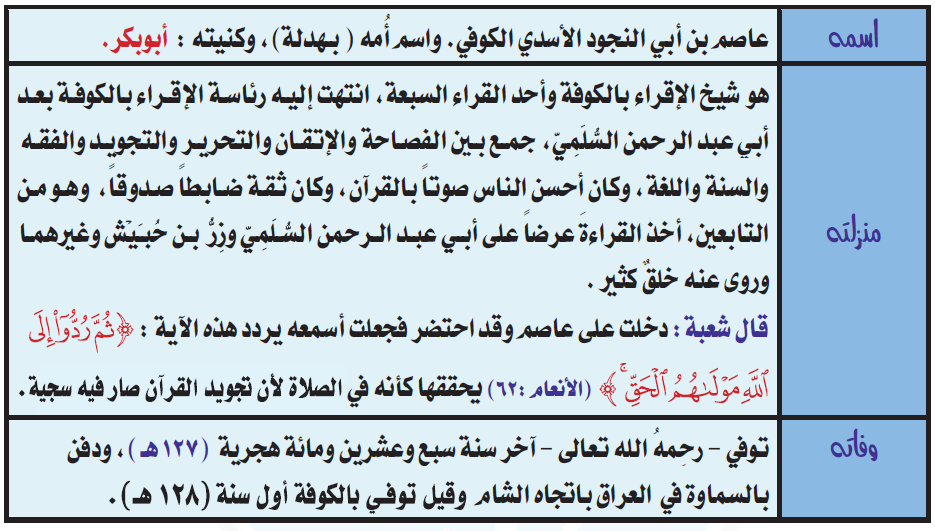 اسمه
عاصم بن أبي النجود الأسدي الكوفي. واسم أُمه ( بهدلة)، وكنيته : أبوبكر.
منزلته
هو شيخ الإقراء بالكوفة وأحد القراء السبعة، انتهت إليه رئاسة الإقراء بالكوفة بعد
أبي عبد الرحمن السُّلَمِيّ، جمع بين الفصاحة والإتقان والتحرير والتجويد والفقه
والسنة واللغة، وكان أحسن الناس صوتاً بالقرآن، وكان ثقة ضابطاً صدوقاً، وهو من
التابعين، أخذ القراءةَ عرضاً على أبي عبد الرحمن السُّلَمِيّ وزِرُّ بن حُبَيْش وغيرهما
وروى عنه خلقٌ كثير .
قال شعبة : دخلت على عاصم وقد احتضر فجعلت أسمعه يردد هذه الآية : ﴿ ثُمَّ رُدُّوٓاْ إِلَى
ٱللَّهِ مَوۡلَىٰهُمُ ٱلۡحَقِّۚ ﴾ (الأنعام :٦٢) يحققها كأنه في الصلاة لأن تجويد القرآن صار فيه سجية .
وفاته
توفي - رحِمهُ الله تعالى - آخر سنة سبع وعشرين ومائة هجرية (١٢٧ هـ) ، ودفن
بالسماوة في العراق باتجاه الشام وقيل توفي بالكوفة أول سنة (١٢٨ هـ) .